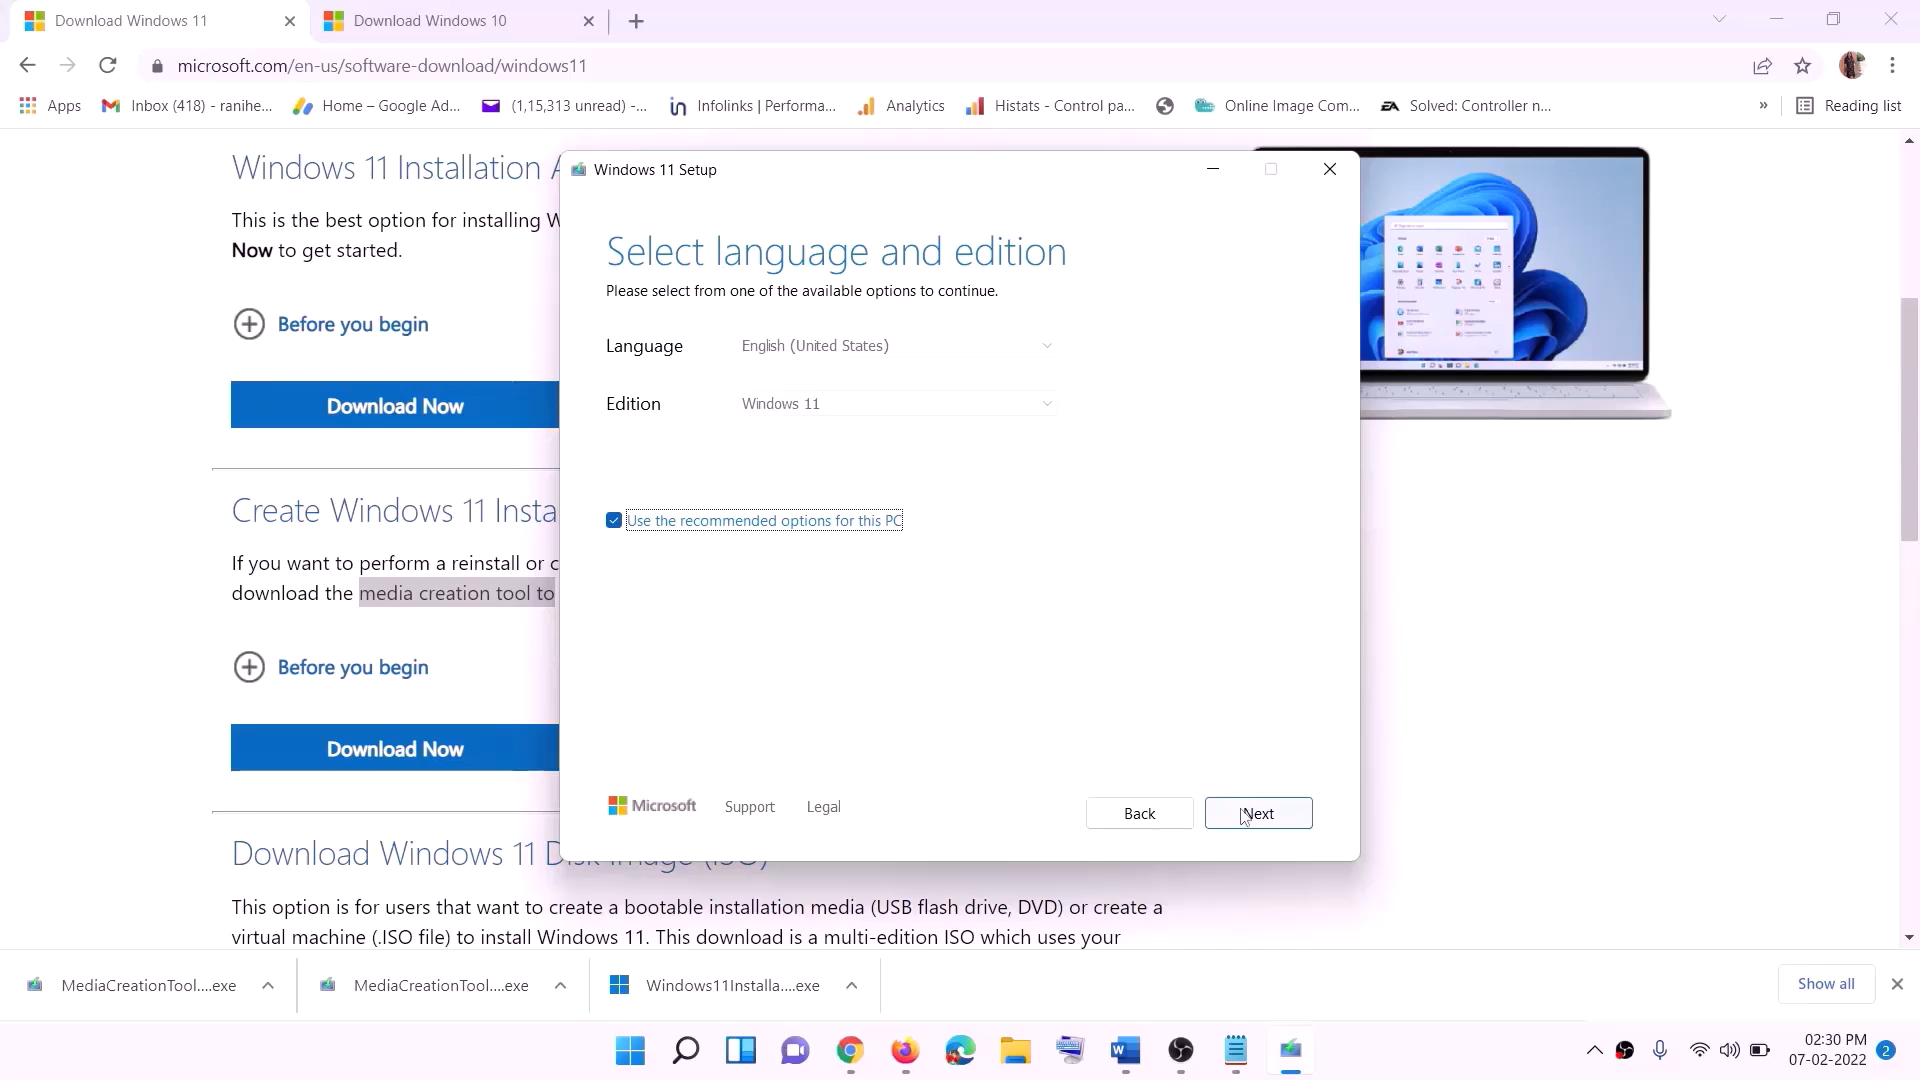 Download Windows 11
Download Windows 10
microsoft.com/en-us/software-download/windows11
Apps
Inbox (418) - ranihe...
Home – Google Ad...
(1,15,313 unread) -...
Infolinks | Performa...
Analytics
Histats - Control pa...
Online Image Com...
Solved: Controller n...
»
Reading list
Windows 11 Installation A
This is the best option for installing W
Now to get started.
Before you begin
Download Now
Create Windows 11 Insta
If you want to perform a reinstall or c
download the media creation tool to
Before you begin
Download Now
Windows 11 Setup
Select language and edition
Please select from one of the available options to continue.
Language English (United States)
Edition Windows 11
Use the recommended options for this PC
Microsoft Support Legal
Back Next
Download Windows 11 Disk Image (ISO)
This option is for users that want to create a bootable installation media (USB flash drive, DVD) or create a
virtual machine (.ISO file) to install Windows 11. This download is a multi-edition ISO which uses your
MediaCreationTool....exe
MediaCreationTool....exe
Windows11Installa....exe
Show all
02:30 PM
07-02-2022
2